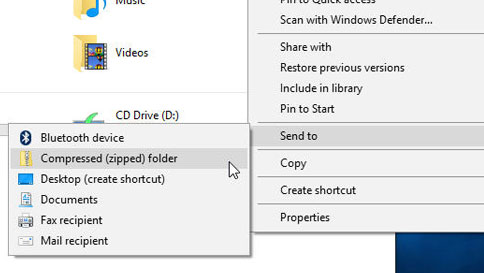 Music
Videos
CD Drive (D:)
Pin to Quick access
Scan with Windows Defender...
Share with
Restore previous versions
Include in library
Pin to Start
Send to
Copy
Create shortcut
Properties
Bluetooth device
Compressed (zipped) folder
Desktop (create shortcut)
Documents
Fax recipient
Mail recipient